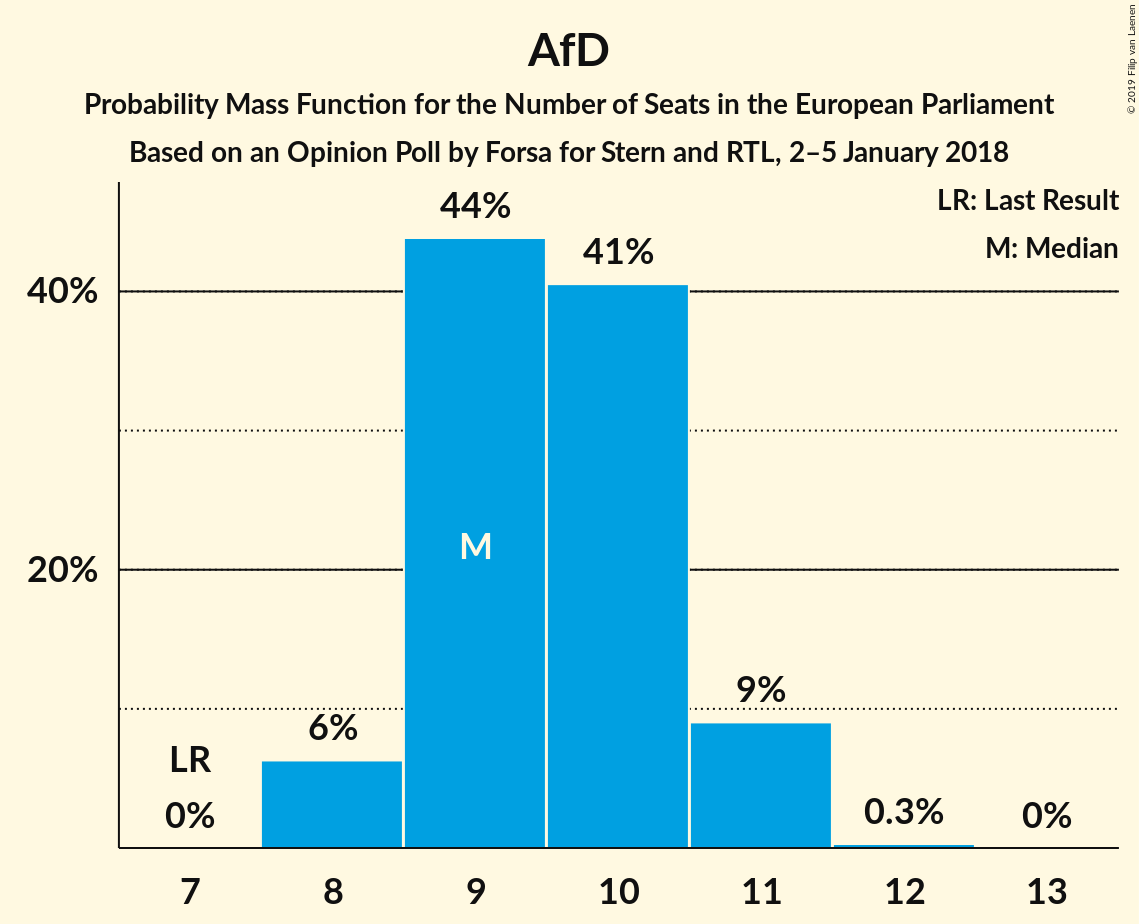 AfD
Probability Mass Function for the Number of Seats in the European Parliament
Based on an Opinion Poll by Forsa for Stern and RTL, 2–5 January 2018
© 2019 Filip van Laenen
LR: Last Result
M: Median
44%
41%
40%
M
20%
9%
6%
LR
0%
0.3%
0%
7 8 9 10 11 12 13